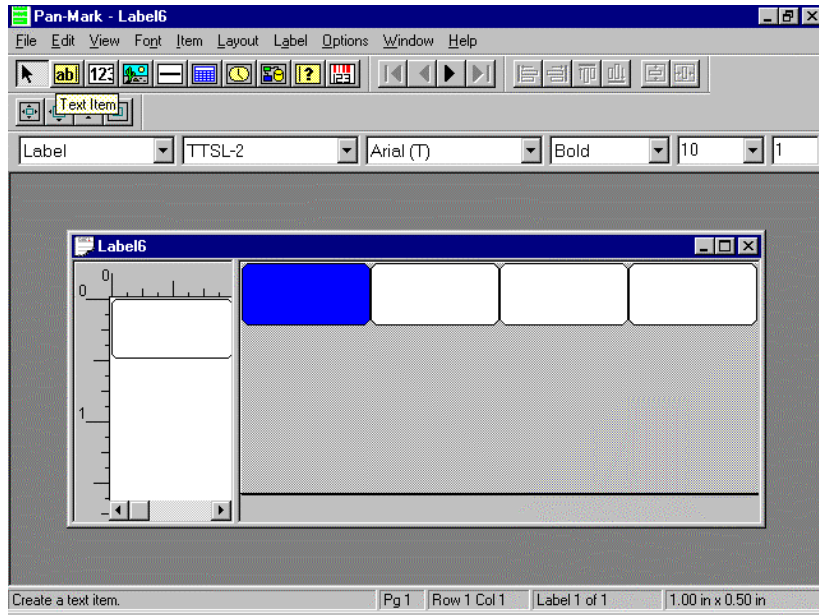 Pan-Mark - Label6
File Edit View Font Item Layout Label Options Window Help
ab 123 ? 123
Text Item
Label TTSL-2 Arial (T) Bold 10 1
Label6
0
0
1
Create a text item. Pg 1 Row 1 Col 1 Label 1 of 1 1.00 in x 0.50 in